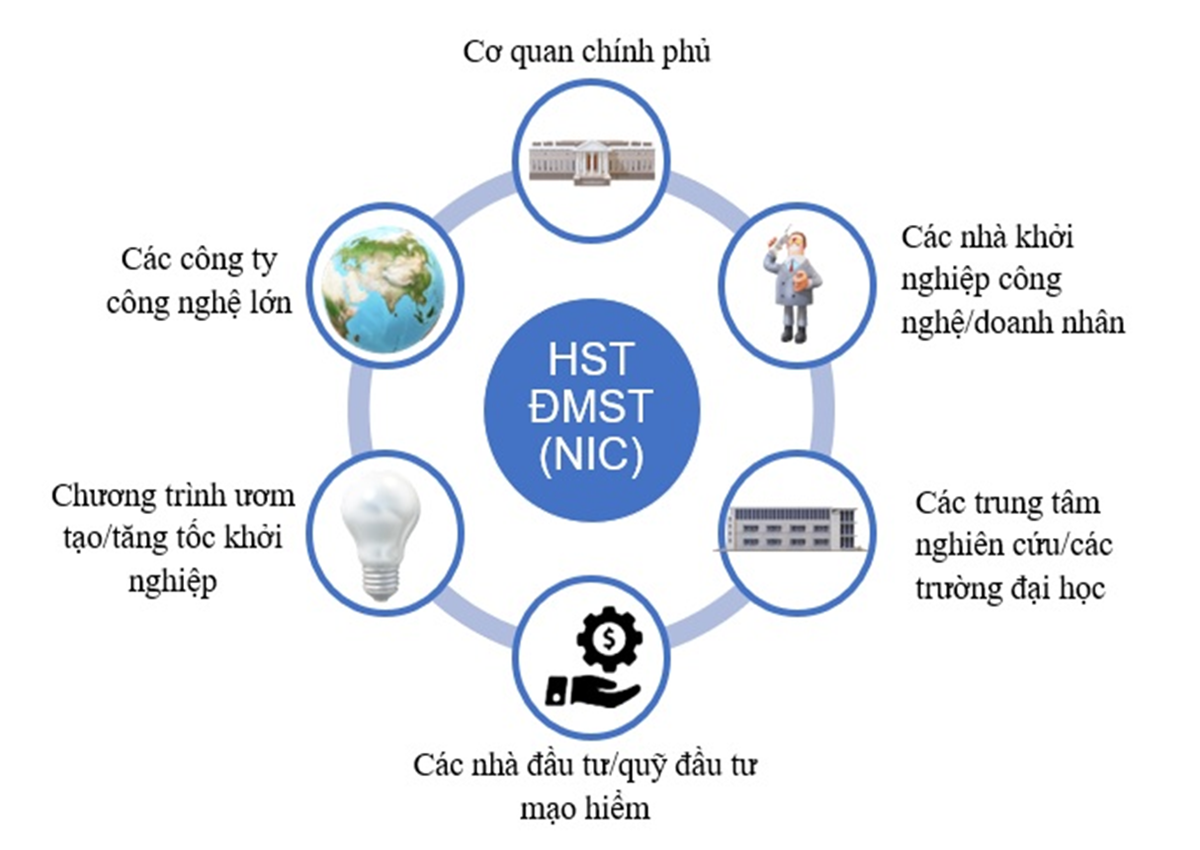 Cơ quan chính phủ
Các nhà khởi
nghiệp công
nghệ/doanh nhân
Các công ty
công nghệ lớn
HST
ĐMST
(NIC)
Chương trình ươm
tạo/tăng tốc khởi
nghiệp
Các trung tâm
nghiên cứu/các
trường đại học
$
Các nhà đầu tư/quỹ đầu tư
mạo hiểm